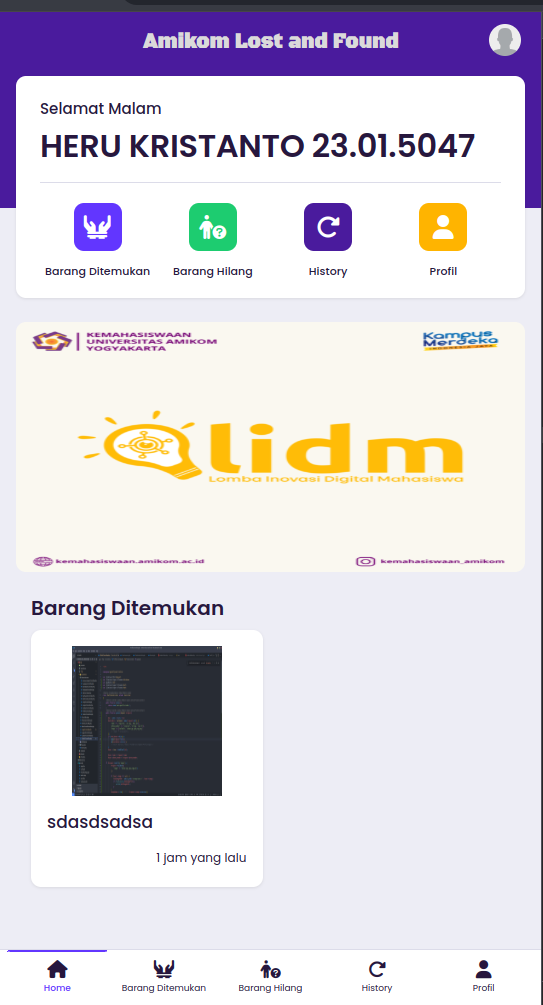 Amikom Lost and Found
Selamat Malam
HERU KRISTANTO 23.01.5047
Barang Ditemukan
Barang Hilang
History
Profil
KEMAHASISWAAN
UNIVERSITAS AMIKOM
YOGYAKARTA
Kampus
Merdeka
lidm
Lomba Inovasi Digital Mahasiswa
kemahasiswaan.amikom.ac.id
kemahasiswaan_amikom
Barang Ditemukan
sdasdsadsa
1 jam yang lalu
Home
Barang Ditemukan
Barang Hilang
History
Profil